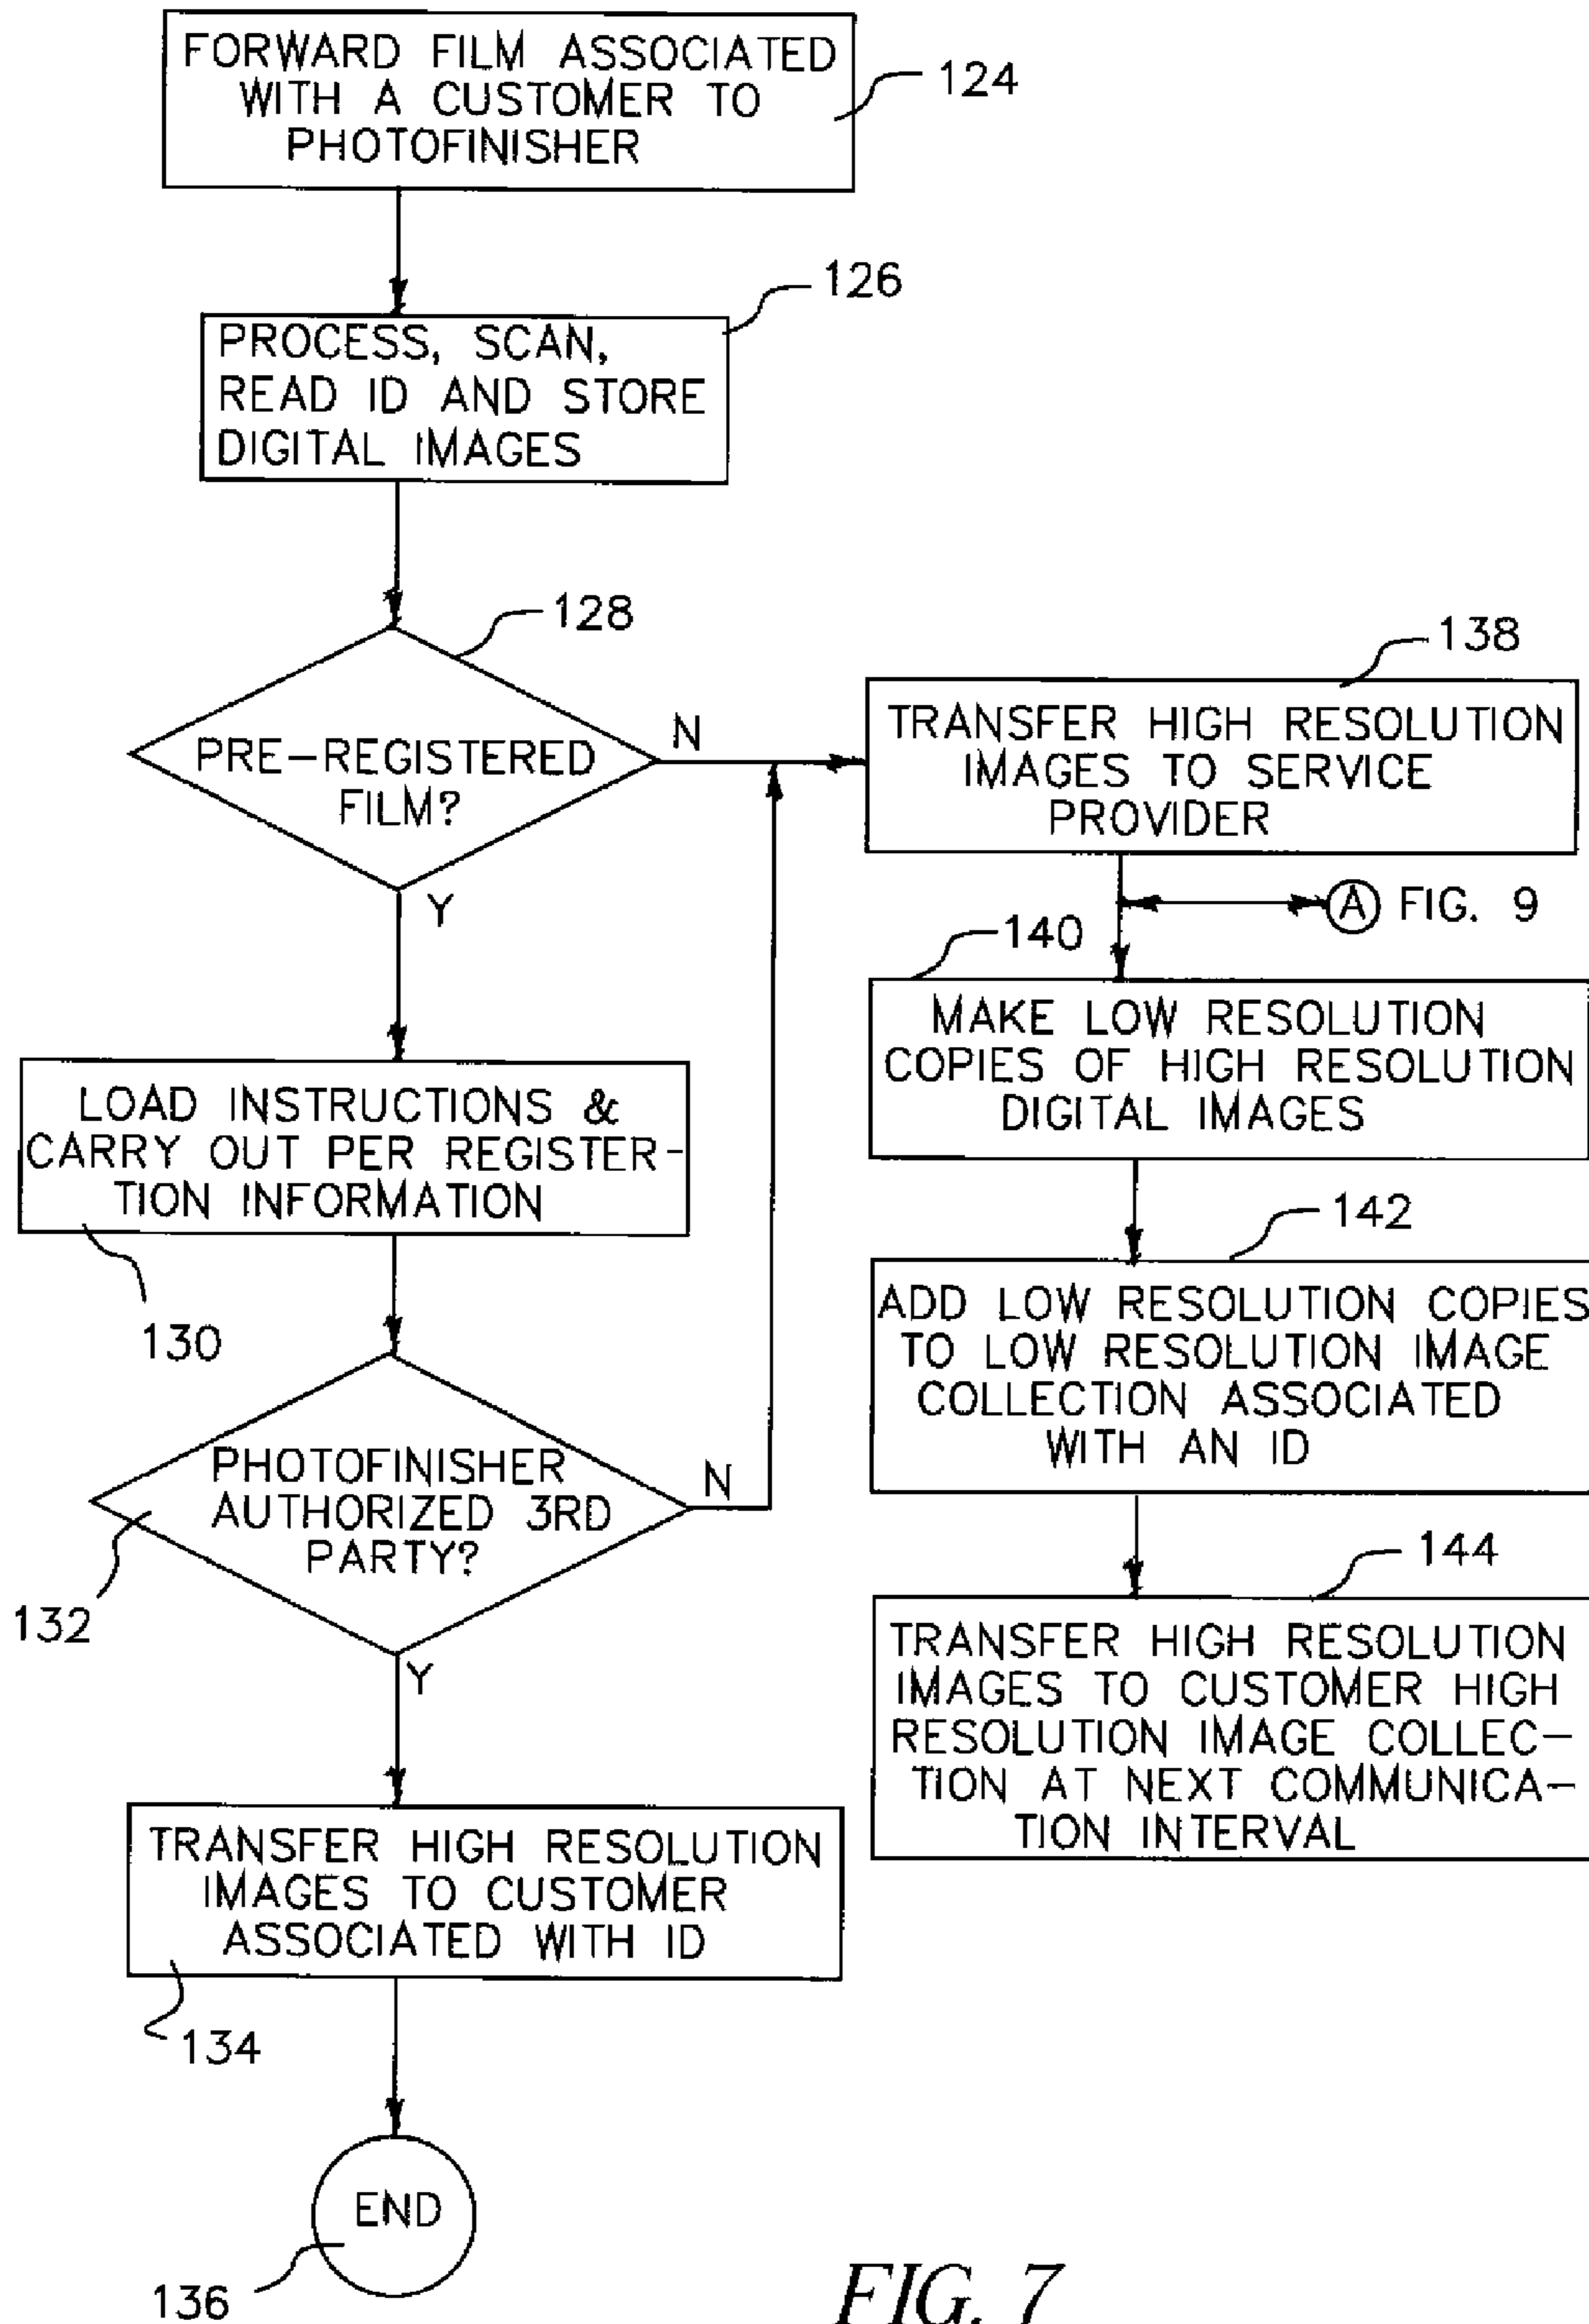 FORWARD FILM ASSOCIATED
WITH A CUSTOMER TO
PHOTOFINISHER
124
126
PROCESS, SCAN,
READ ID AND STORE
DIGITAL IMAGES
128
PRE-REGISTERED
FILM?
N
Y
LOAD INSTRUCTIONS &
CARRY OUT PER REGISTER-
TION INFORMATION
130
PHOTOFINISHER
AUTHORIZED 3RD
PARTY?
N
132
Y
TRANSFER HIGH RESOLUTION
IMAGES TO CUSTOMER
ASSOCIATED WITH ID
134
END
136
138
TRANSFER HIGH RESOLUTION
IMAGES TO SERVICE
PROVIDER
A FIG. 9
140
MAKE LOW RESOLUTION
COPIES OF HIGH RESOLUTION
DIGITAL IMAGES
142
ADD LOW RESOLUTION COPIES
TO LOW RESOLUTION IMAGE
COLLECTION ASSOCIATED
WITH AN ID
144
TRANSFER HIGH RESOLUTION
IMAGES TO CUSTOMER HIGH
RESOLUTION IMAGE COLLEC-
TION AT NEXT COMMUNICA-
TION INTERVAL
FIG. 7